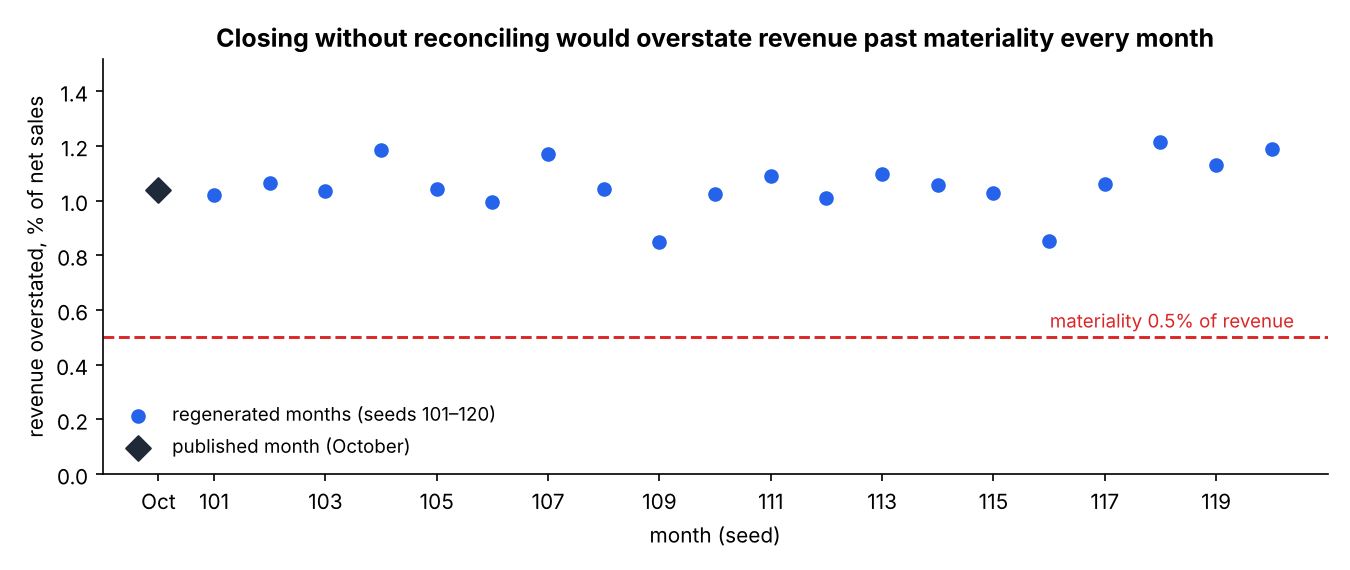 Closing without reconciling would overstate revenue past materiality every month
revenue overstated, % of net sales
1.4
1.2
1.0
0.8
0.6
0.4
0.2
0.0
materiality 0.5% of revenue
regenerated months (seeds 101–120)
published month (October)
Oct 101 103 105 107 109 111 113 115 117 119
month (seed)